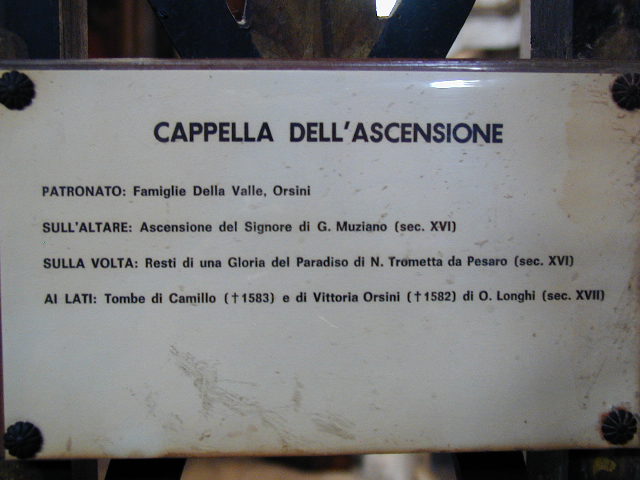 CAPPELLA DELL'ASCENSIONE
PATRONATO: Famiglie Della Valle, Orsini
SULL'ALTARE: Ascensione del Signore di G. Muziano (sec. XVI)
SULLA VOLTA: Resti di una Gloria del Paradiso di N. Trometta da Pesaro (sec. XVI)
AI LATI: Tombe di Camillo (†1583) e di Vittoria Orsini (†1582) di O. Longhi (sec. XVII)